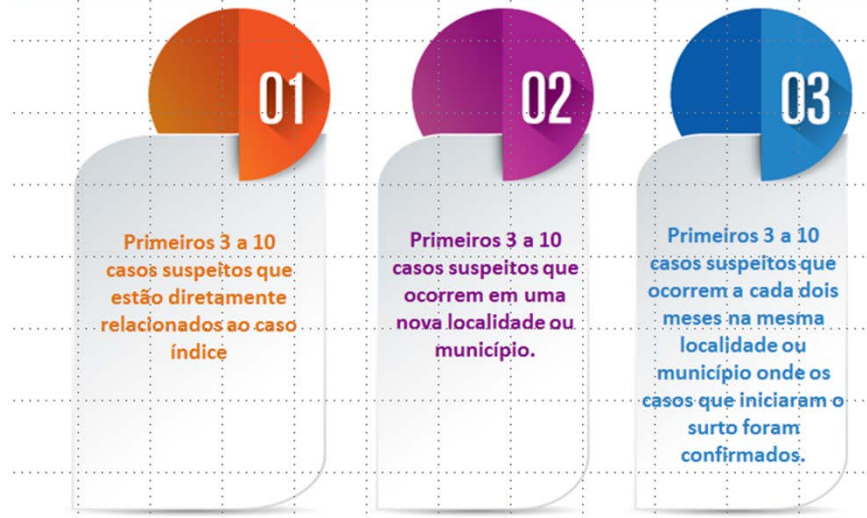 01
Primeiros 3 a 10
casos suspeitos que
estão diretamente
relacionados ao caso
índice
02
Primeiros 3 a 10
casos suspeitos que
ocorrem em uma
nova localidade ou
município.
03
Primeiros 3 a 10
casos suspeitos que
ocorrem a cada dois
meses na mesma
localidade ou
município onde os
casos que iniciaram o
surto foram
confirmados.